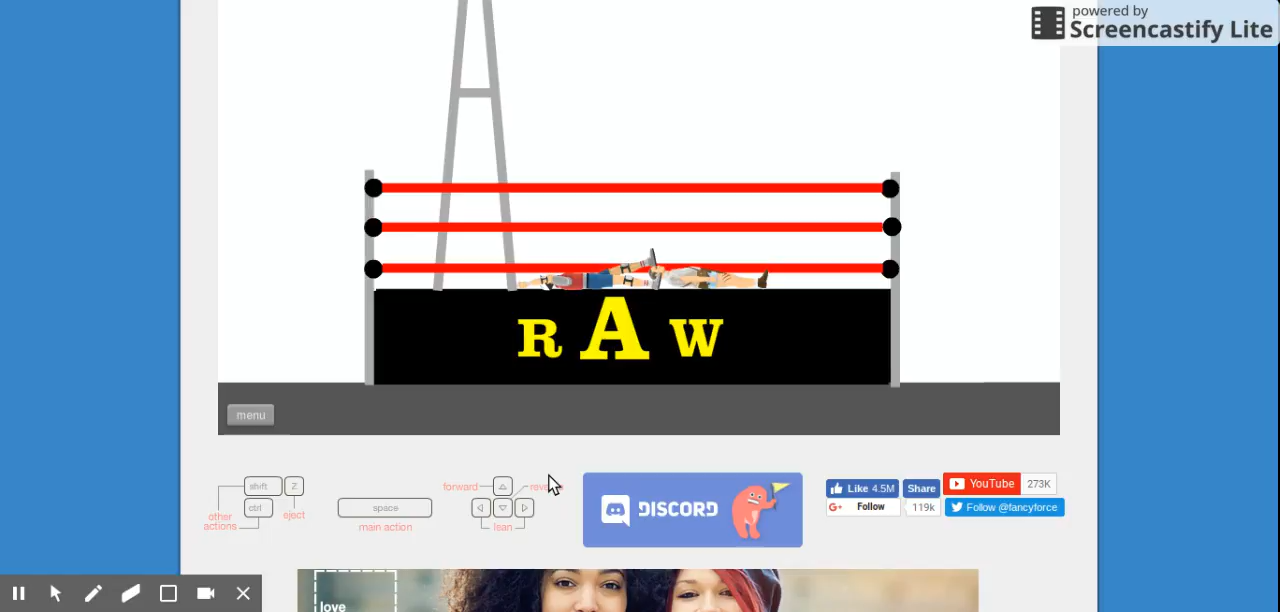 powered by
Screencastify Lite
R A W
menu
shift
Z
ctrl
other
actions
eject
space
main action
forward
lean
DISCORD
Like 4.5M
Share
YouTube
273K
G+ Follow
119k
Follow @fancyforce
love